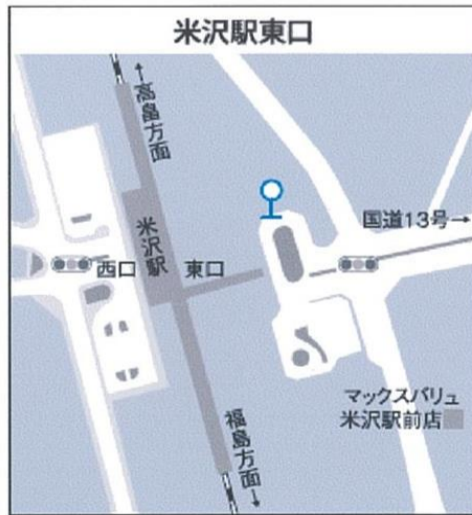 米沢駅東口
←高畠方面
国道13号→
米沢駅
西口
東口
マックスバリュ
米沢駅前店
福島方面→